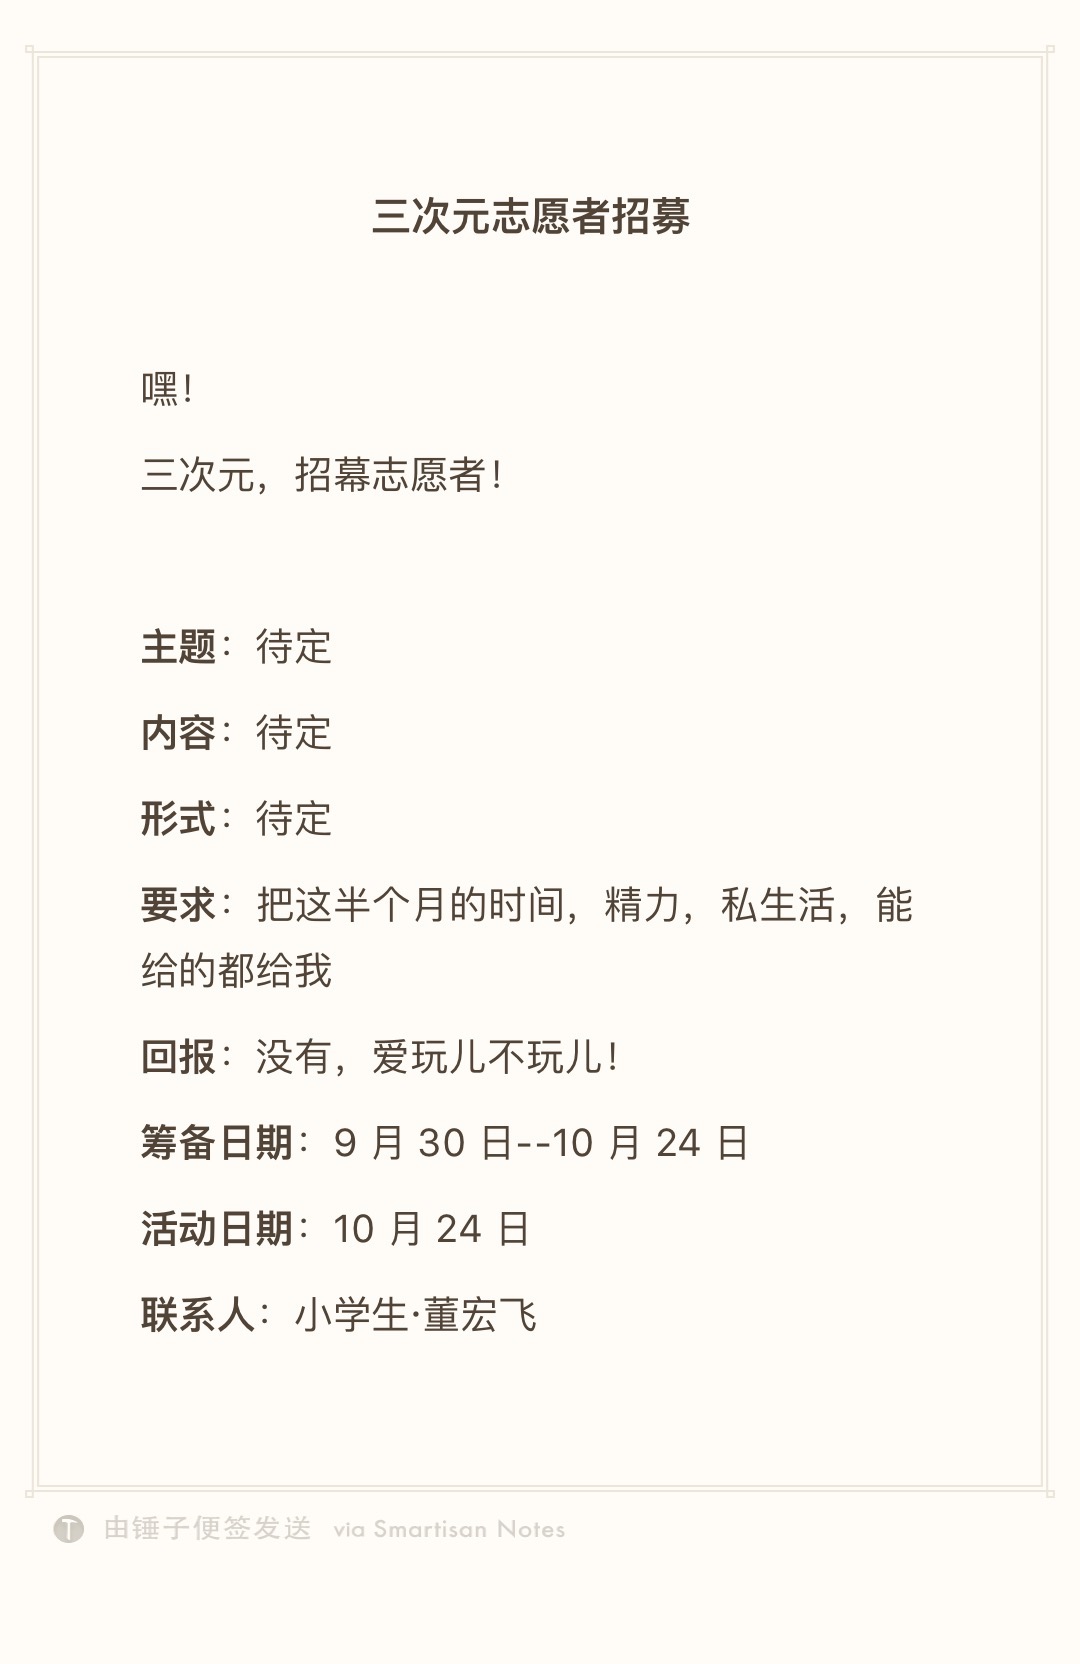 三次元志愿者招募
嘿！
三次元，招幕志愿者！
主题：待定
内容：待定
形式：待定
要求：把这半个月的时间，精力，私生活，能
给的都给我
回报：没有，爱玩儿不玩儿！
筹备日期：9 月 30 日--10 月 24 日
活动日期：10 月 24 日
联系人：小学生·董宏飞
由锤子便签发送 via Smartisan Notes